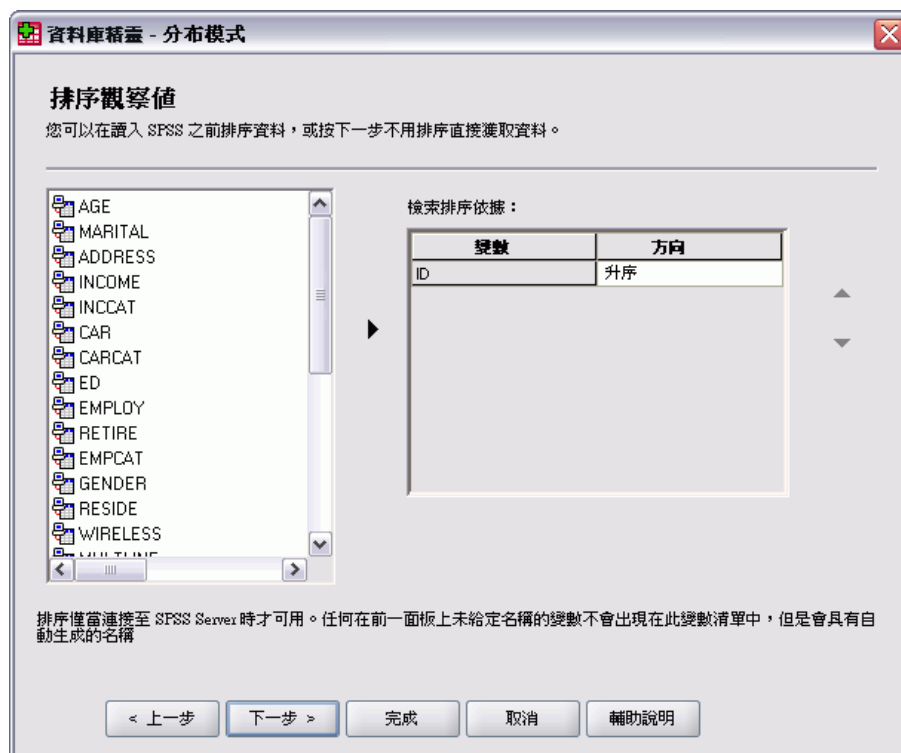 資料庫精靈 - 分布模式
排序觀察值
您可以在讀入 SPSS 之前排序資料，或按下一步不用排序直接獲取資料。
AGE
MARITAL
ADDRESS
INCOME
INCCAT
CAR
CARCAT
ED
EMPLOY
RETIRE
EMPCAT
GENDER
RESIDE
WIRELESS
MULTLINE
檢索排序依據：
變數 方向
ID 升序
排序僅當連接至 SPSS Server 時才可用。任何在前一面板上未給定名稱的變數不會出現在此變數清單中，但是會具有自
動生成的名稱
< 上一步 下一步 > 完成 取消 輔助說明